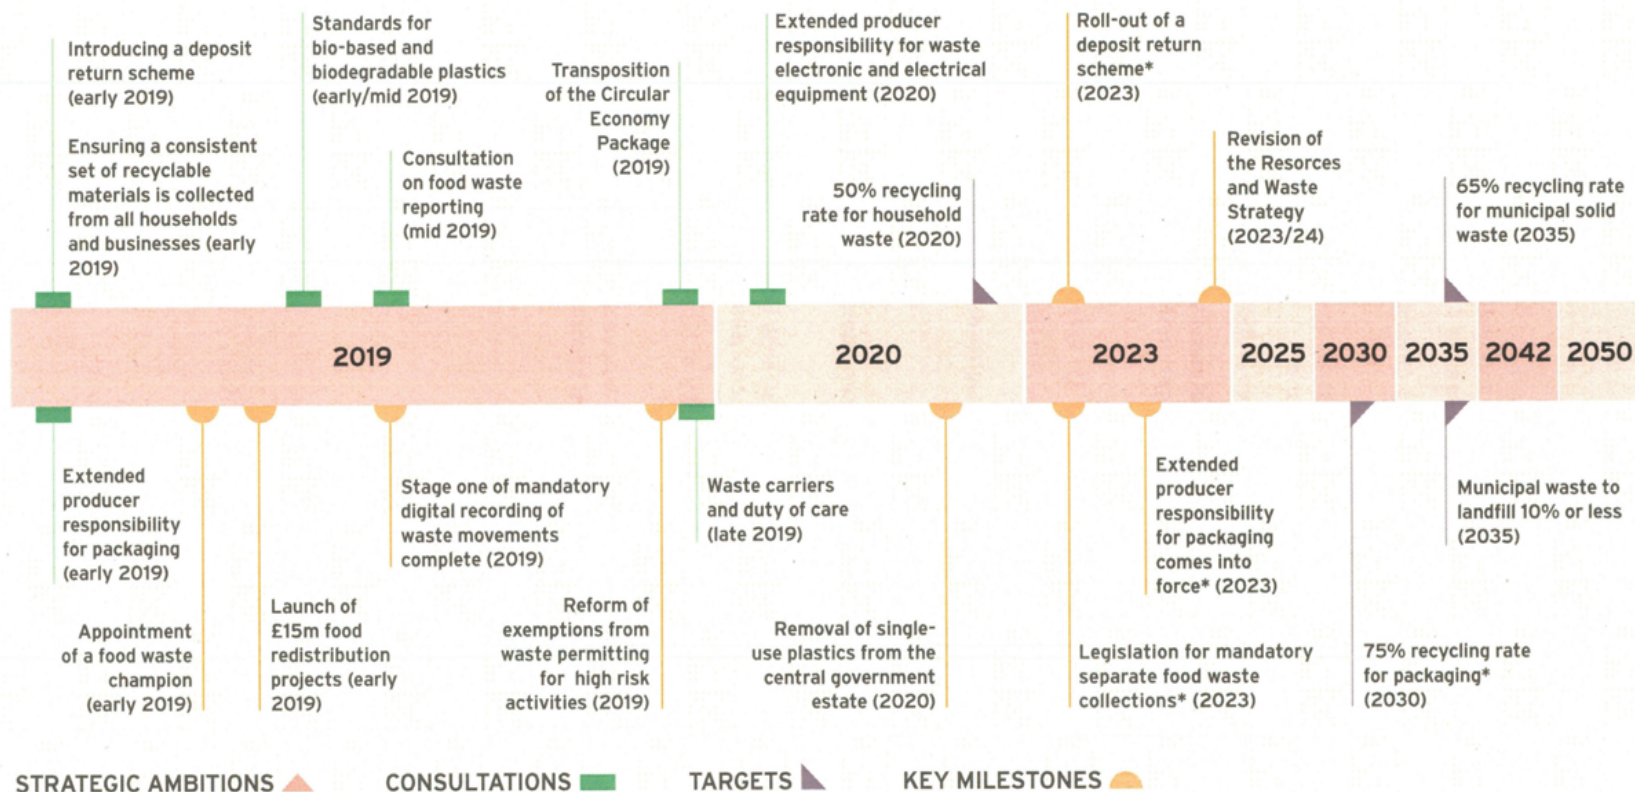 Introducing a deposit
return scheme
(early 2019)
Ensuring a consistent
set of recyclable
materials is collected
from all households
and businesses (early
2019)
Standards for
bio-based and
biodegradable plastics
(early/mid 2019)
Consultation
on food waste
reporting
(mid 2019)
Transposition
of the Circular
Economy
Package
(2019)
Extended producer
responsibility for waste
electronic and electrical
equipment (2020)
50% recycling
rate for household
waste (2020)
Roll-out of a
deposit return
scheme*
(2023)
Revision of
the Resorces
and Waste
Strategy
(2023/24)
65% recycling rate
for municipal solid
waste (2035)
2019
2020
2023
2025
2030
2035
2042
2050
Extended
producer
responsibility
for packaging
(early 2019)
Appointment
of a food waste
champion
(early 2019)
Launch of
£15m food
redistribution
projects (early
2019)
Stage one of mandatory
digital recording of
waste movements
complete (2019)
Reform of
exemptions from
waste permitting
for high risk
activities (2019)
Waste carriers
and duty of care
(late 2019)
Removal of single-
use plastics from the
central government
estate (2020)
Extended
producer
responsibility
for packaging
comes into
force* (2023)
Legislation for mandatory
separate food waste
collections* (2023)
75% recycling rate
for packaging*
(2030)
Municipal waste to
landfill 10% or less
(2035)
STRATEGIC AMBITIONS
CONSULTATIONS
TARGETS
KEY MILESTONES